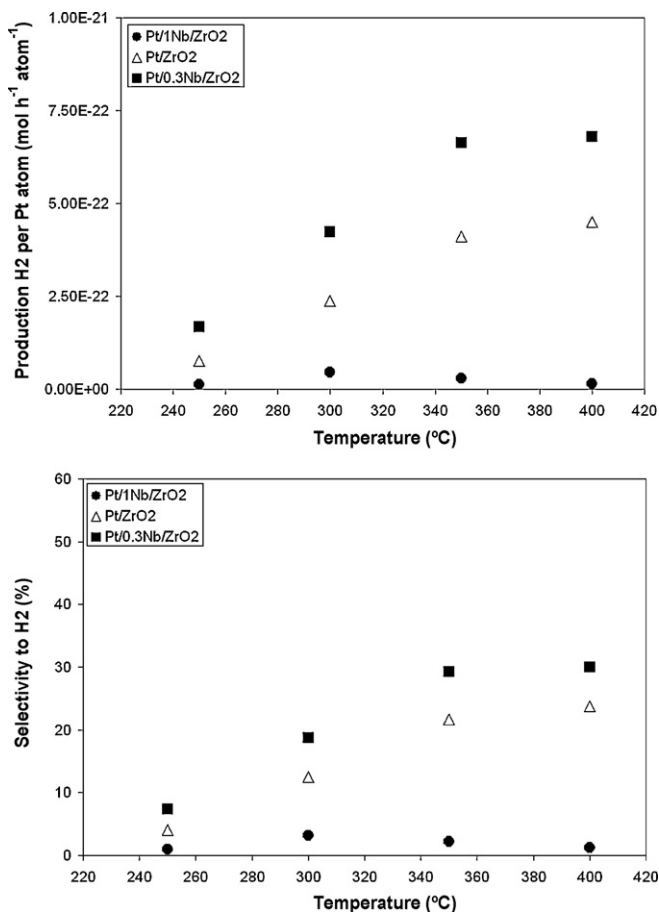 1.00E-21
7.50E-22
5.00E-22
2.50E-22
0.00E+00
Production H2 per Pt atom (mol h⁻¹ atom⁻¹)
●Pt/1Nb/ZrO2
△Pt/ZrO2
■Pt/0.3Nb/ZrO2
220 240 260 280 300 320 340 360 380 400 420
Temperature (ºC)
60
50
40
30
20
10
0
Selectivity to H2 (%)
●Pt/1Nb/ZrO2
△Pt/ZrO2
■Pt/0.3Nb/ZrO2
220 240 260 280 300 320 340 360 380 400 420
Temperature (ºC)